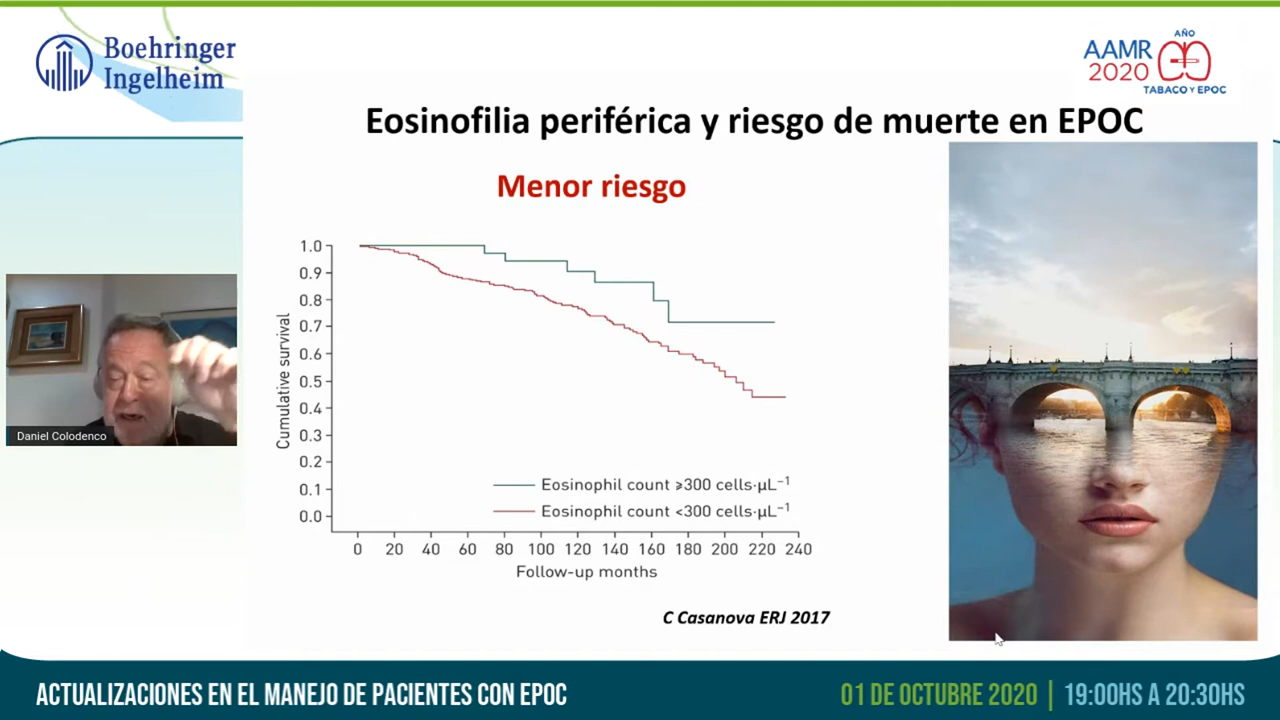 Boehringer
Ingelheim
AÑO
AAMR
2020
TABACO Y EPOC
Eosinofilia periférica y riesgo de muerte en EPOC
Menor riesgo
Cumulative survival
1.0
0.9
0.8
0.7
0.6
0.5
0.4
0.3
0.2
0.1
0.0
Eosinophil count ≥300 cells·µL⁻¹
Eosinophil count <300 cells·µL⁻¹
0 20 40 60 80 100 120 140 160 180 200 220 240
Follow-up months
C Casanova ERJ 2017
Daniel Colodenco
ACTUALIZACIONES EN EL MANEJO DE PACIENTES CON EPOC
01 DE OCTUBRE 2020 | 19:00HS A 20:30HS